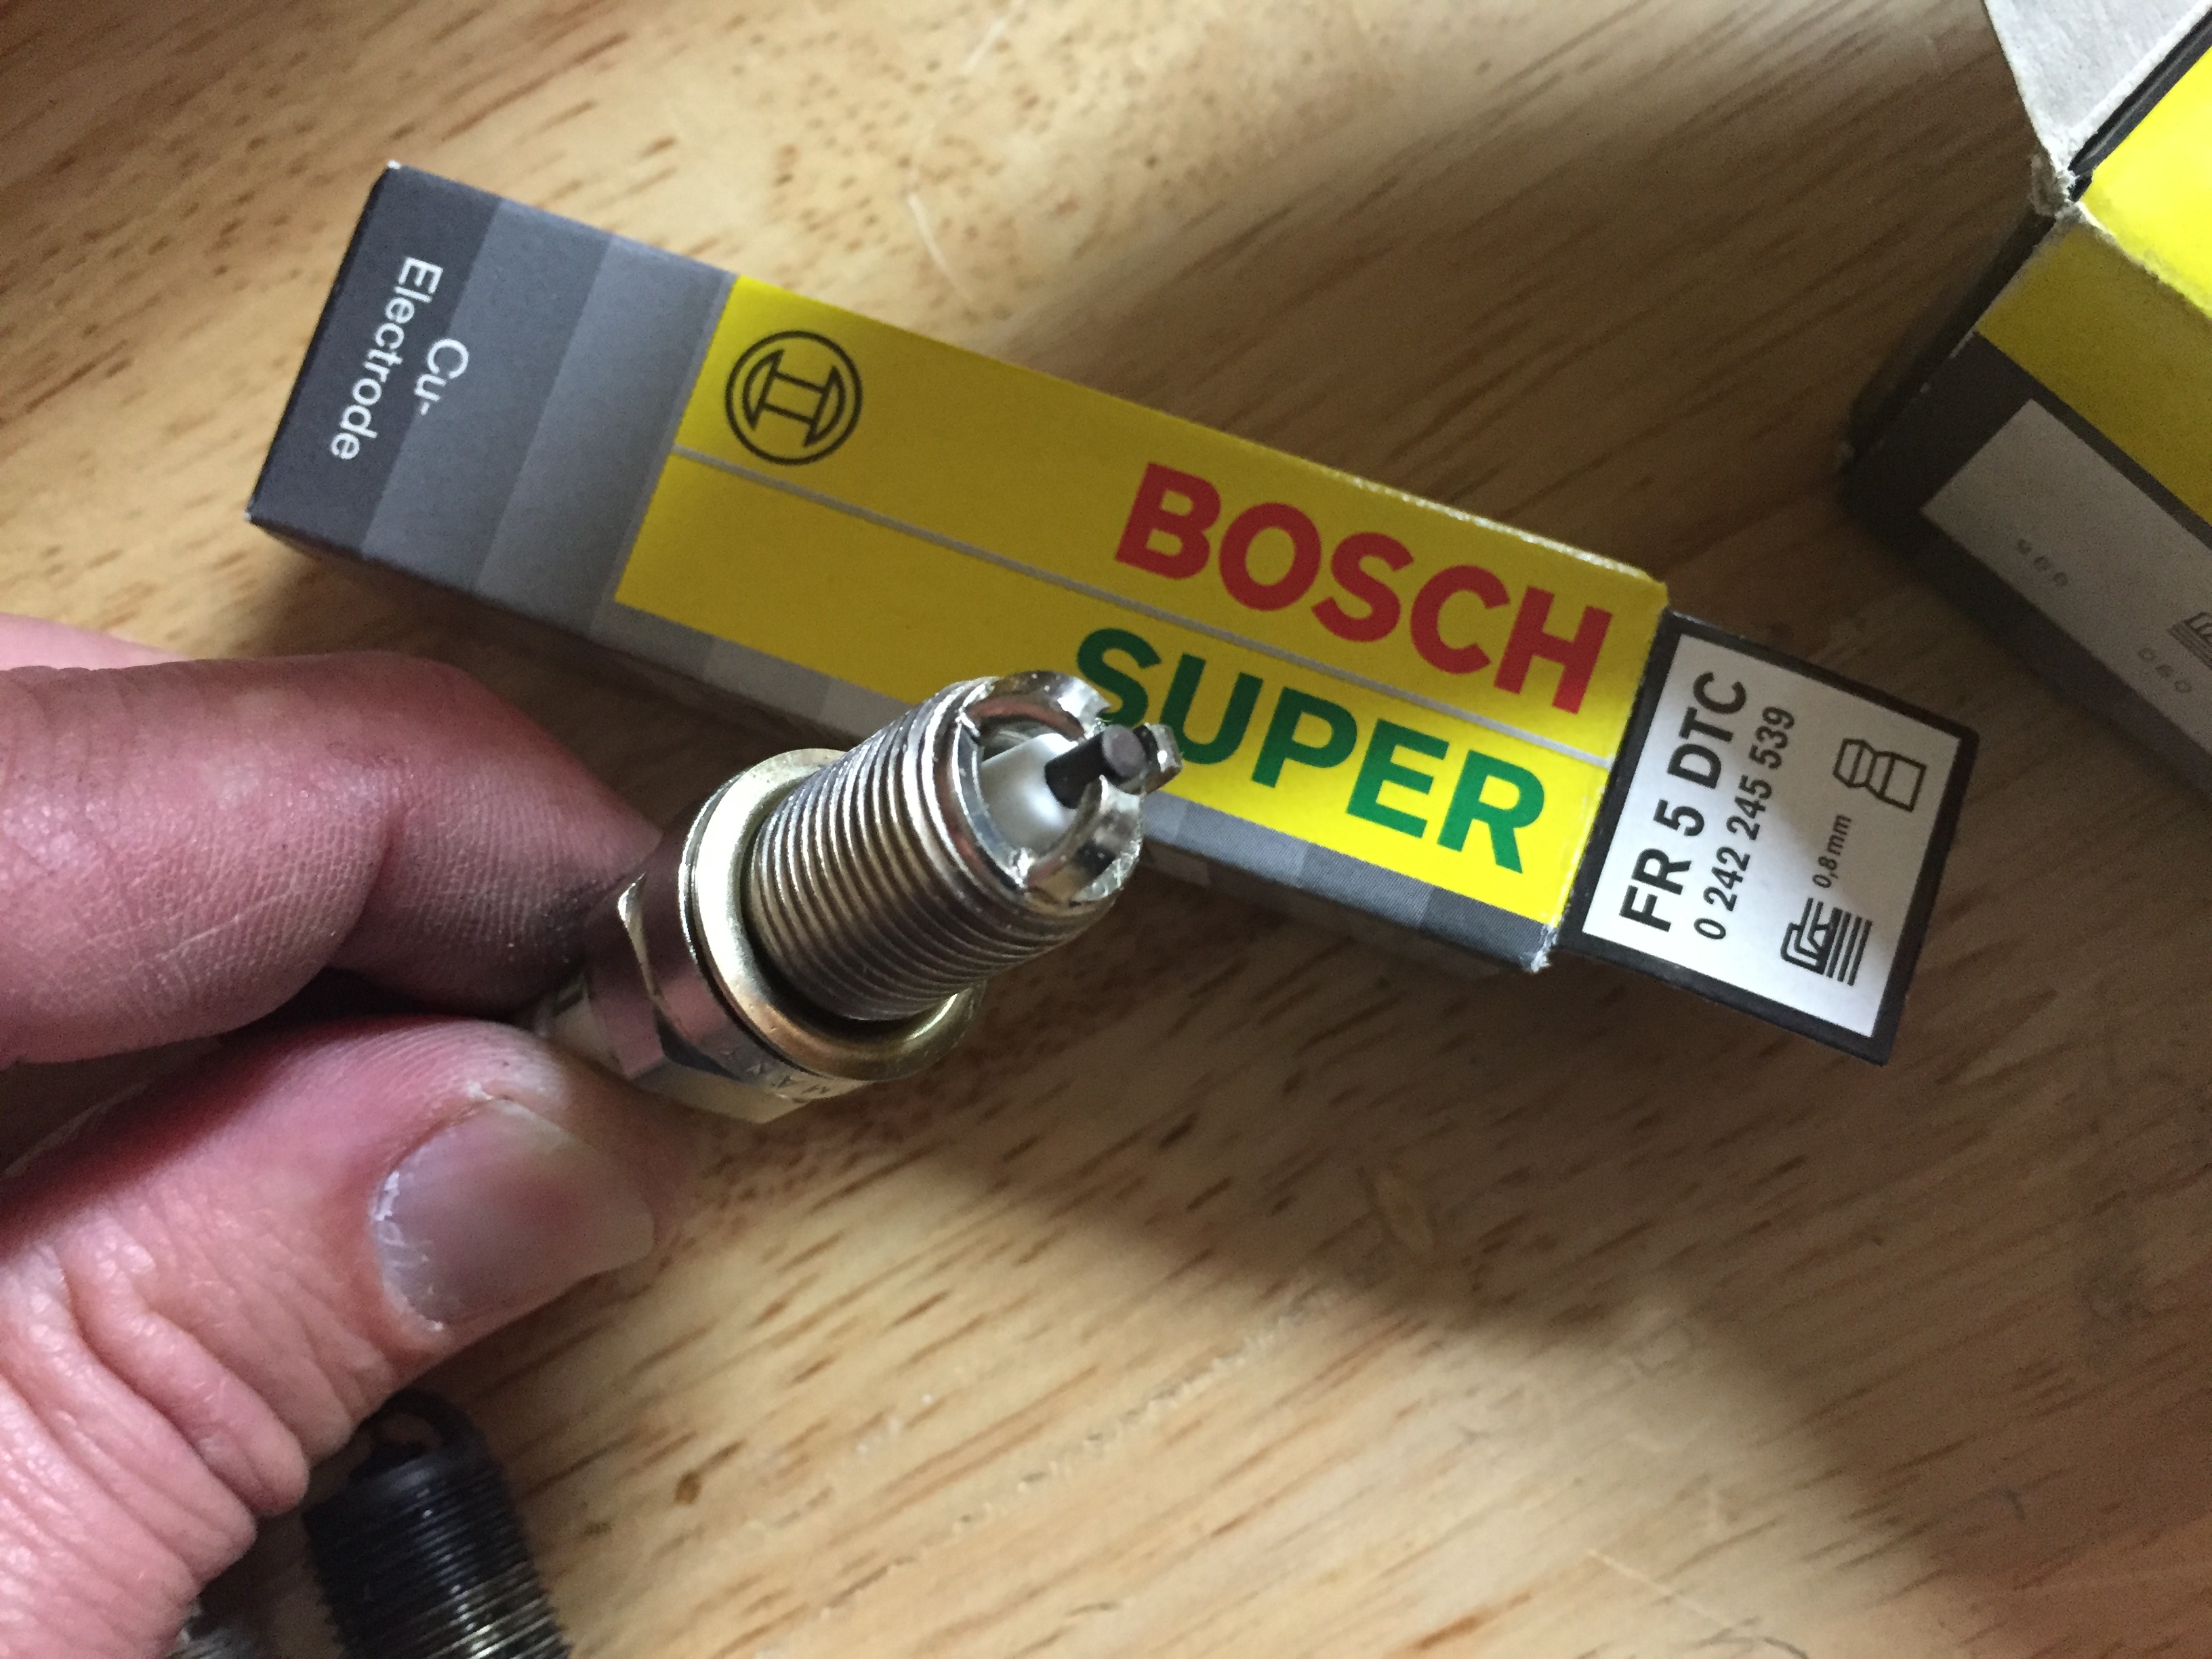 Cu-
Electrode
BOSCH
SUPER
FR 5 DTC
0 242 245 539
0,8mm